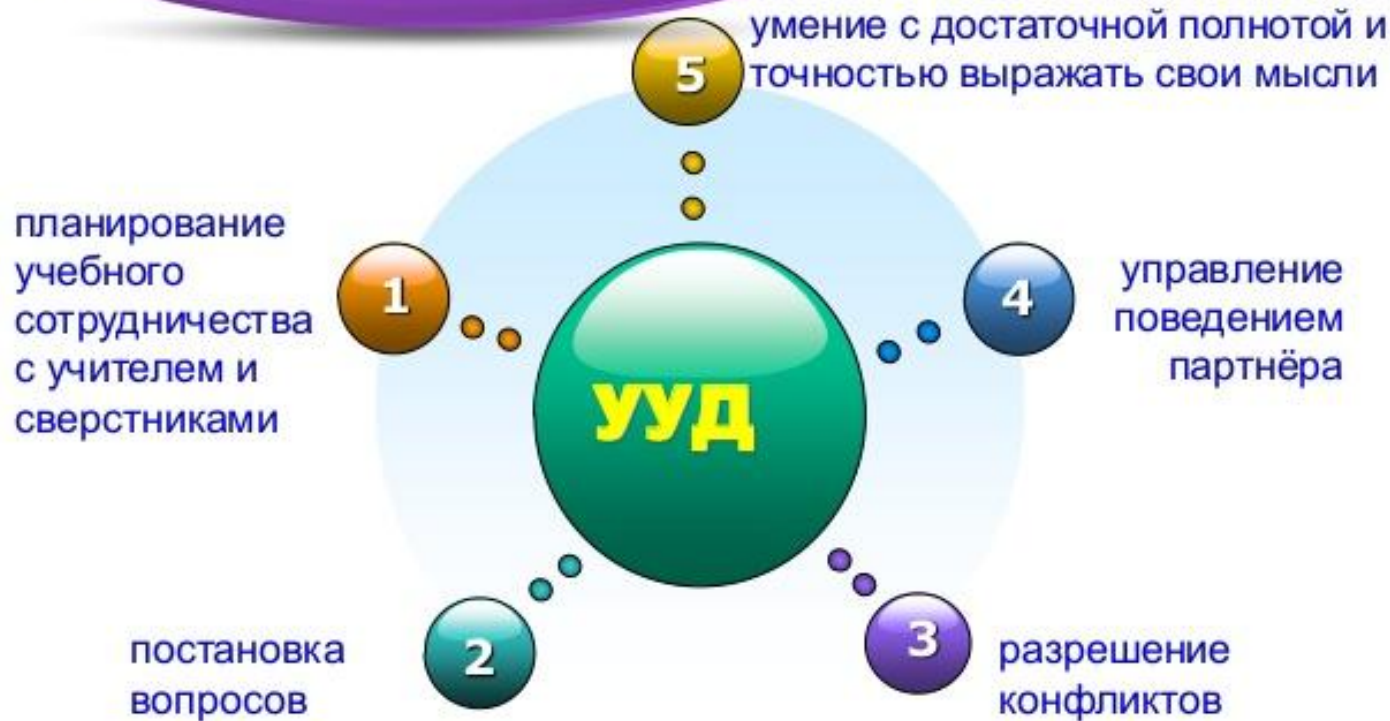 умение с достаточной полнотой и
точностью выражать свои мысли
5
планирование
учебного
сотрудничества
с учителем и
сверстниками
1
4
управление
поведением
партнёра
УУД
2
постановка
вопросов
3
разрешение
конфликтов